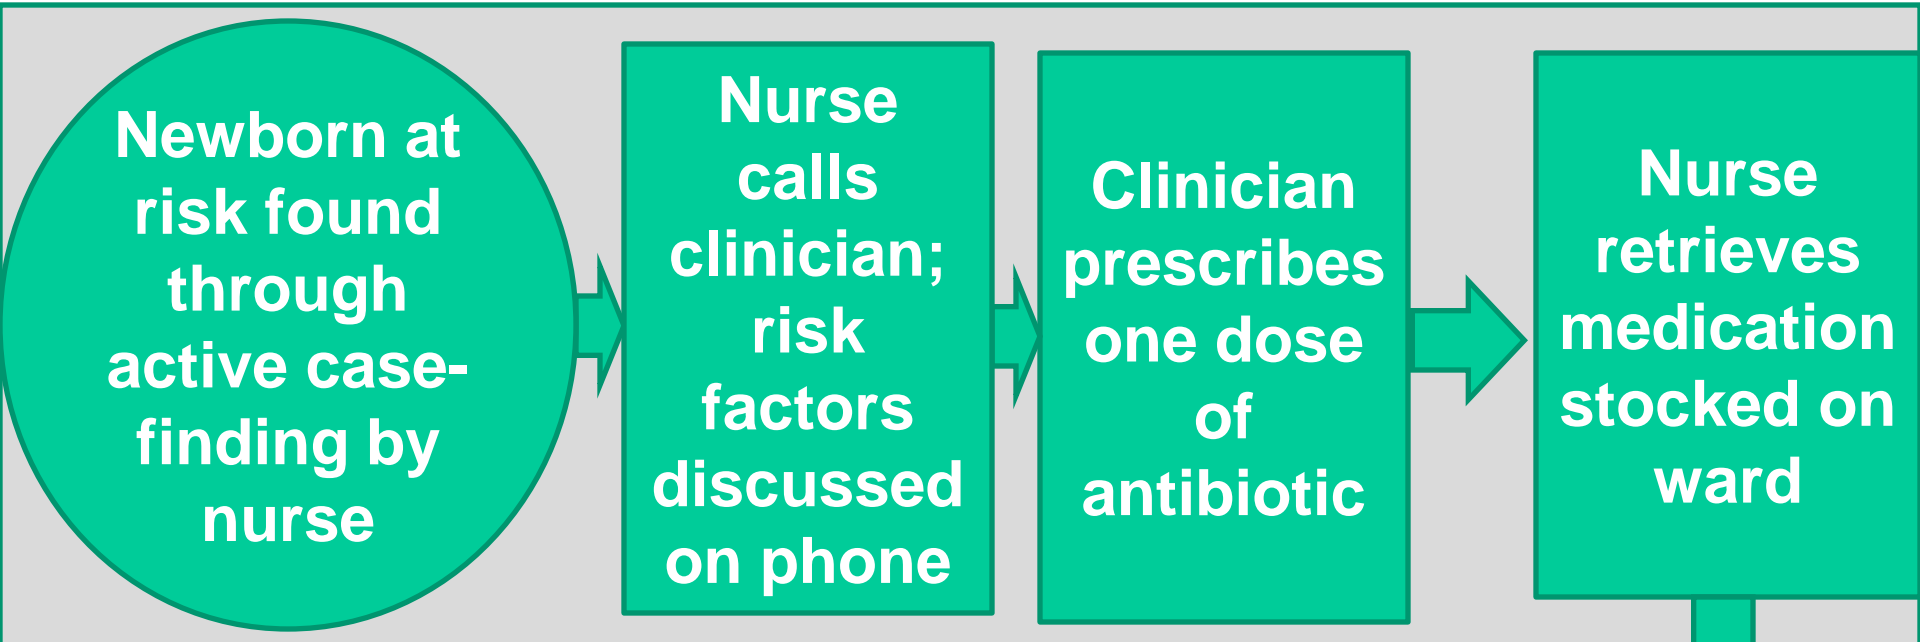 Newborn at
risk found
through
active case-
finding by
nurse
Nurse
calls
clinician;
risk
factors
discussed
on phone
Clinician
prescribes
one dose
of
antibiotic
Nurse
retrieves
medication
stocked on
ward